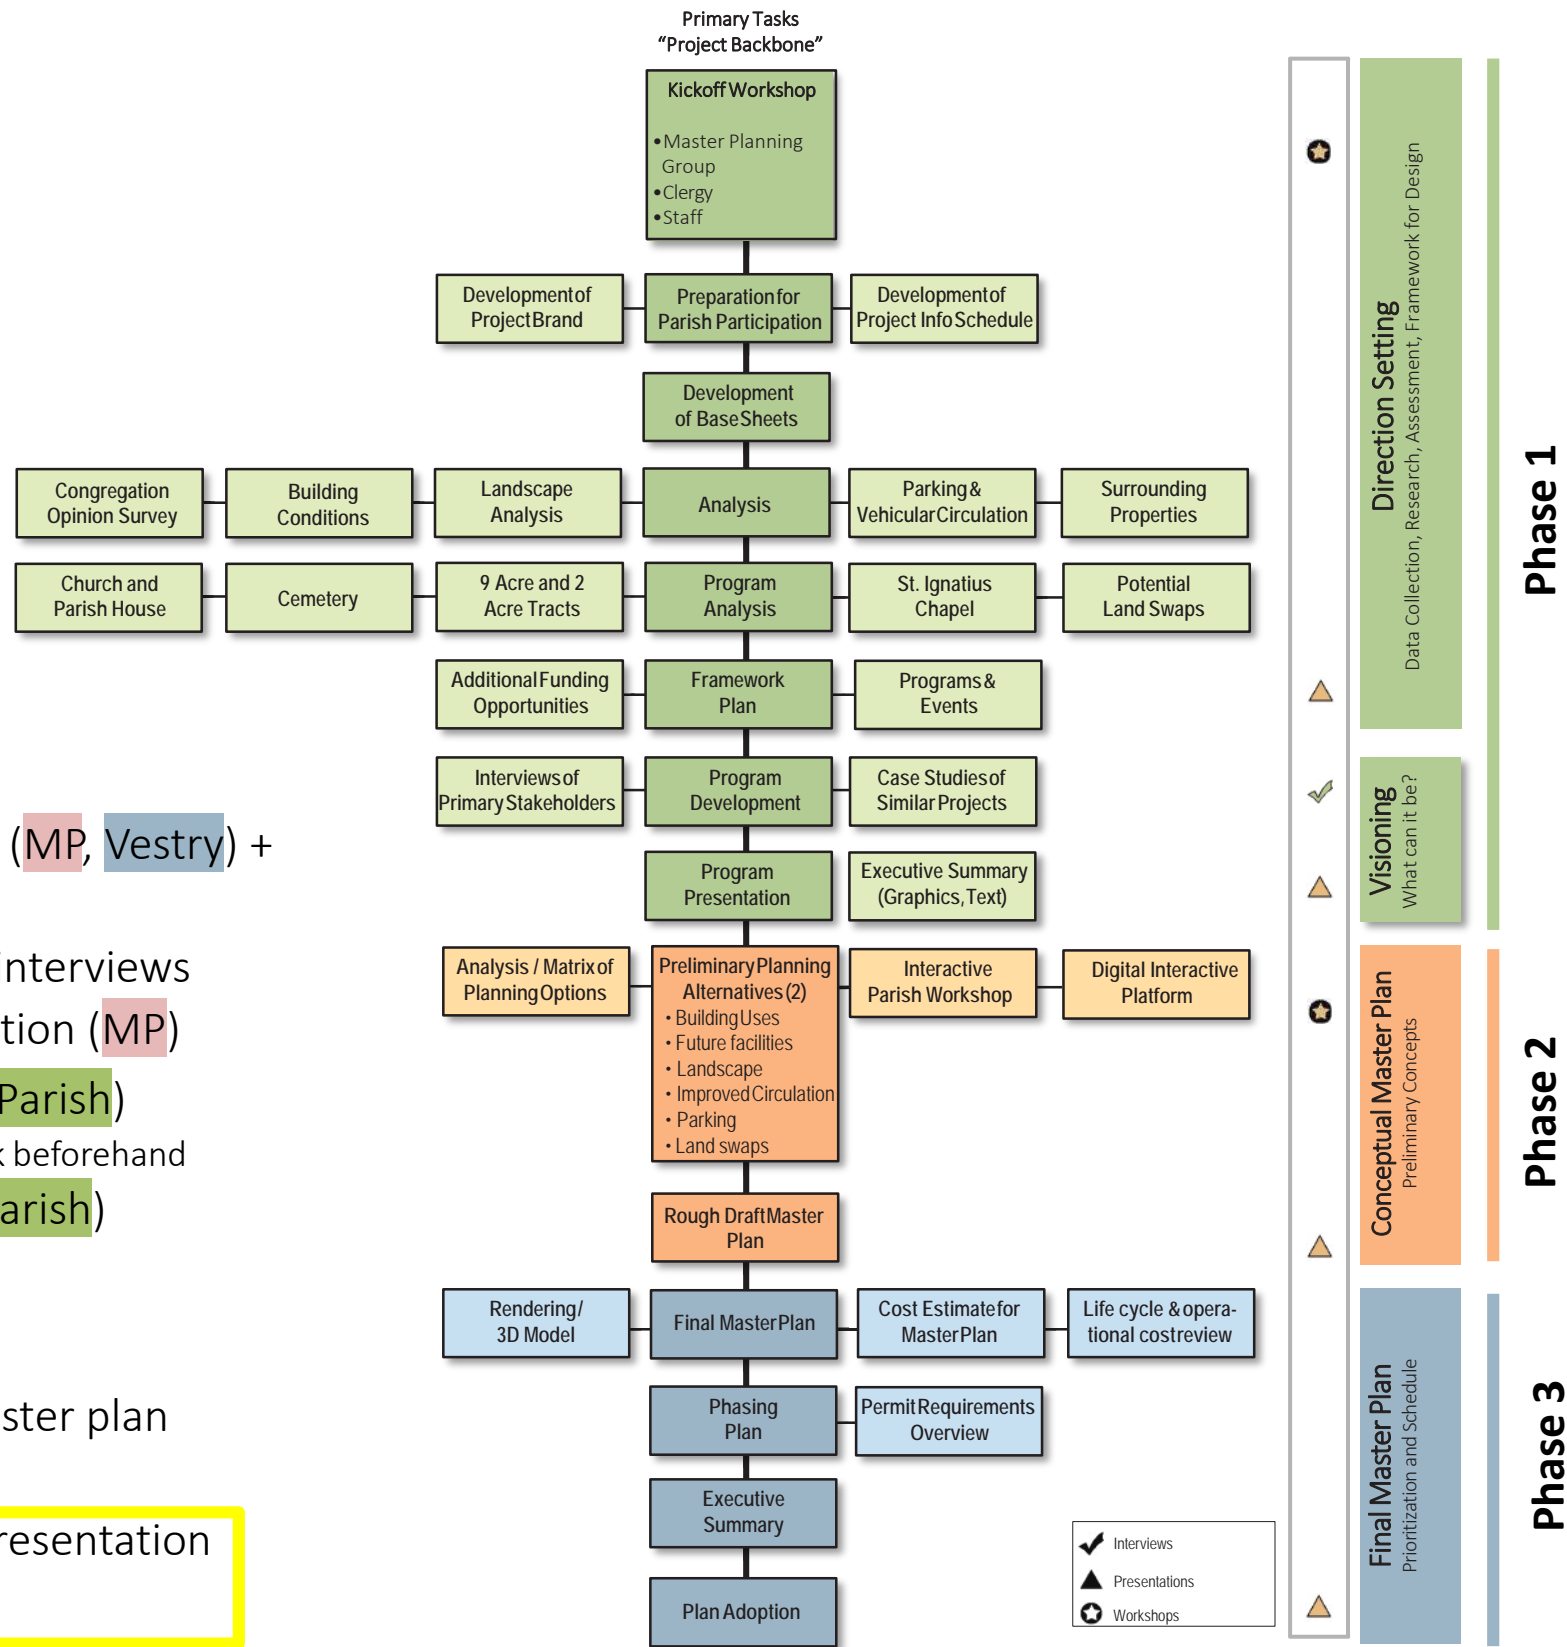 Primary Tasks
“Project Backbone”
Kickoff Workshop
•Master Planning
Group
•Clergy
•Staff
Development of
Project Brand
Preparation for
Parish Participation
Development of
Project Info Schedule
Development
of Base Sheets
Congregation
Opinion Survey
Building
Conditions
Landscape
Analysis
Analysis
Parking &
Vehicular Circulation
Surrounding
Properties
Church and
Parish House
Cemetery
9 Acre and 2
Acre Tracts
Program
Analysis
St. Ignatius
Chapel
Potential
Land Swaps
Additional Funding
Opportunities
Framework
Plan
Programs &
Events
Interviews of
Primary Stakeholders
Program
Development
Case Studies of
Similar Projects
Program
Presentation
Executive Summary
(Graphics, Text)
Analysis / Matrix of
Planning Options
Preliminary Planning
Alternatives (2)
• Building Uses
• Future facilities
• Landscape
• Improved Circulation
• Parking
• Land swaps
Interactive
Parish Workshop
Digital Interactive
Platform
Rough Draft Master
Plan
Rendering/
3D Model
Final Master Plan
Cost Estimate for
Master Plan
Life cycle & opera-
tional cost review
Phasing
Plan
Permit Requirements
Overview
Executive
Summary
Plan Adoption
(MP, Vestry) +
interviews
tion (MP)
Parish)
k beforehand
arish)
ster plan
resentation
Interviews
Presentations
Workshops
Direction Setting
Data Collection, Research, Assessment, Framework for Design
Visioning
What can it be?
Conceptual Master Plan
Preliminary Concepts
Final Master Plan
Prioritization and Schedule
Phase 1
Phase 2
Phase 3